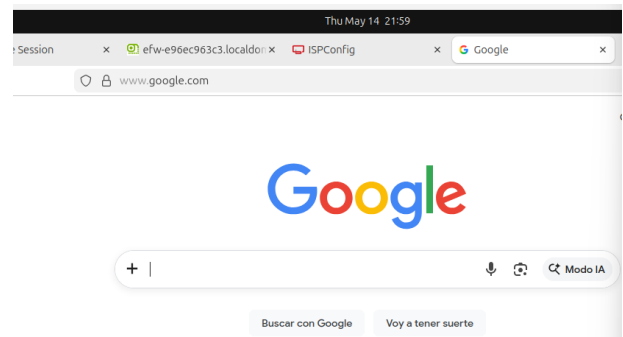 Thu May 14 21:59
Session
efw-e96ec963c3.localdon
ISPConfig
Google
www.google.com
Google
Modo IA
Buscar con Google
Voy a tener suerte